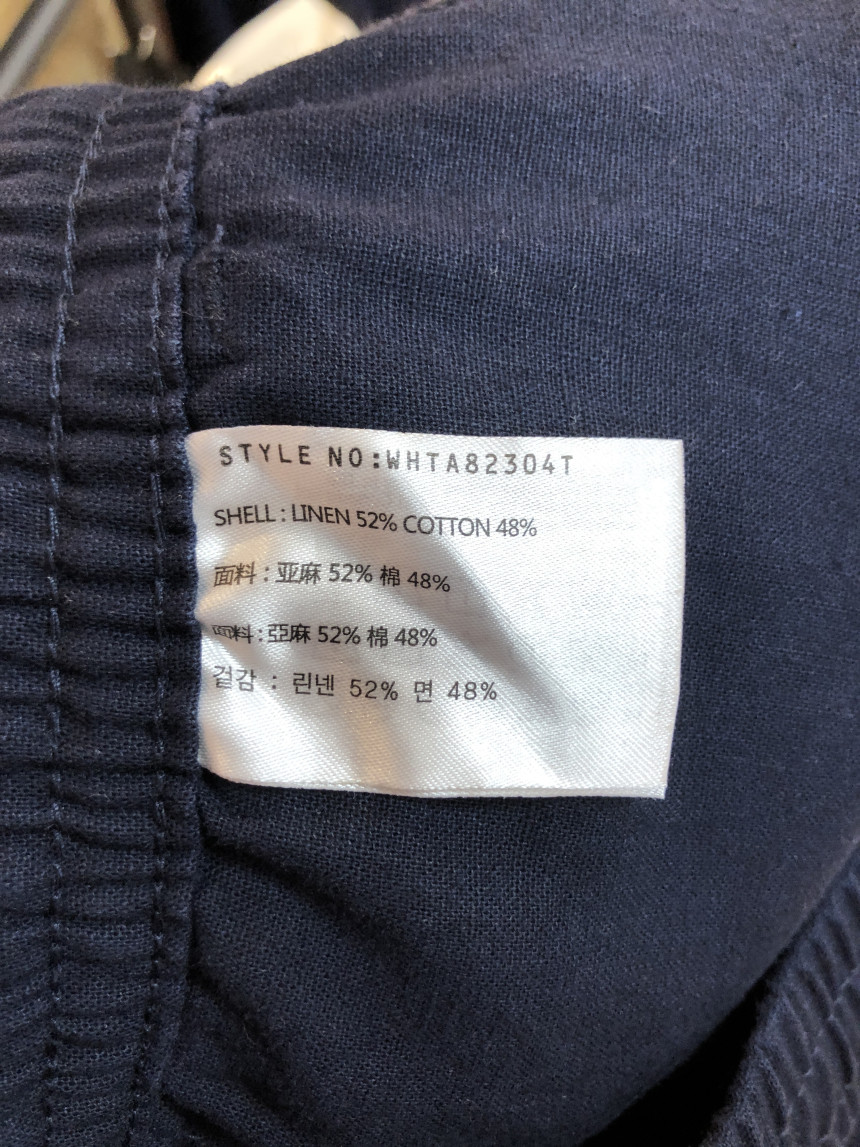 STYLE NO:WHTA82304T
SHELL : LINEN 52% COTTON 48%
面料 : 亚麻 52% 棉 48%
面料 : 亞麻 52% 棉 48%
겉감 : 린넨 52% 면 48%